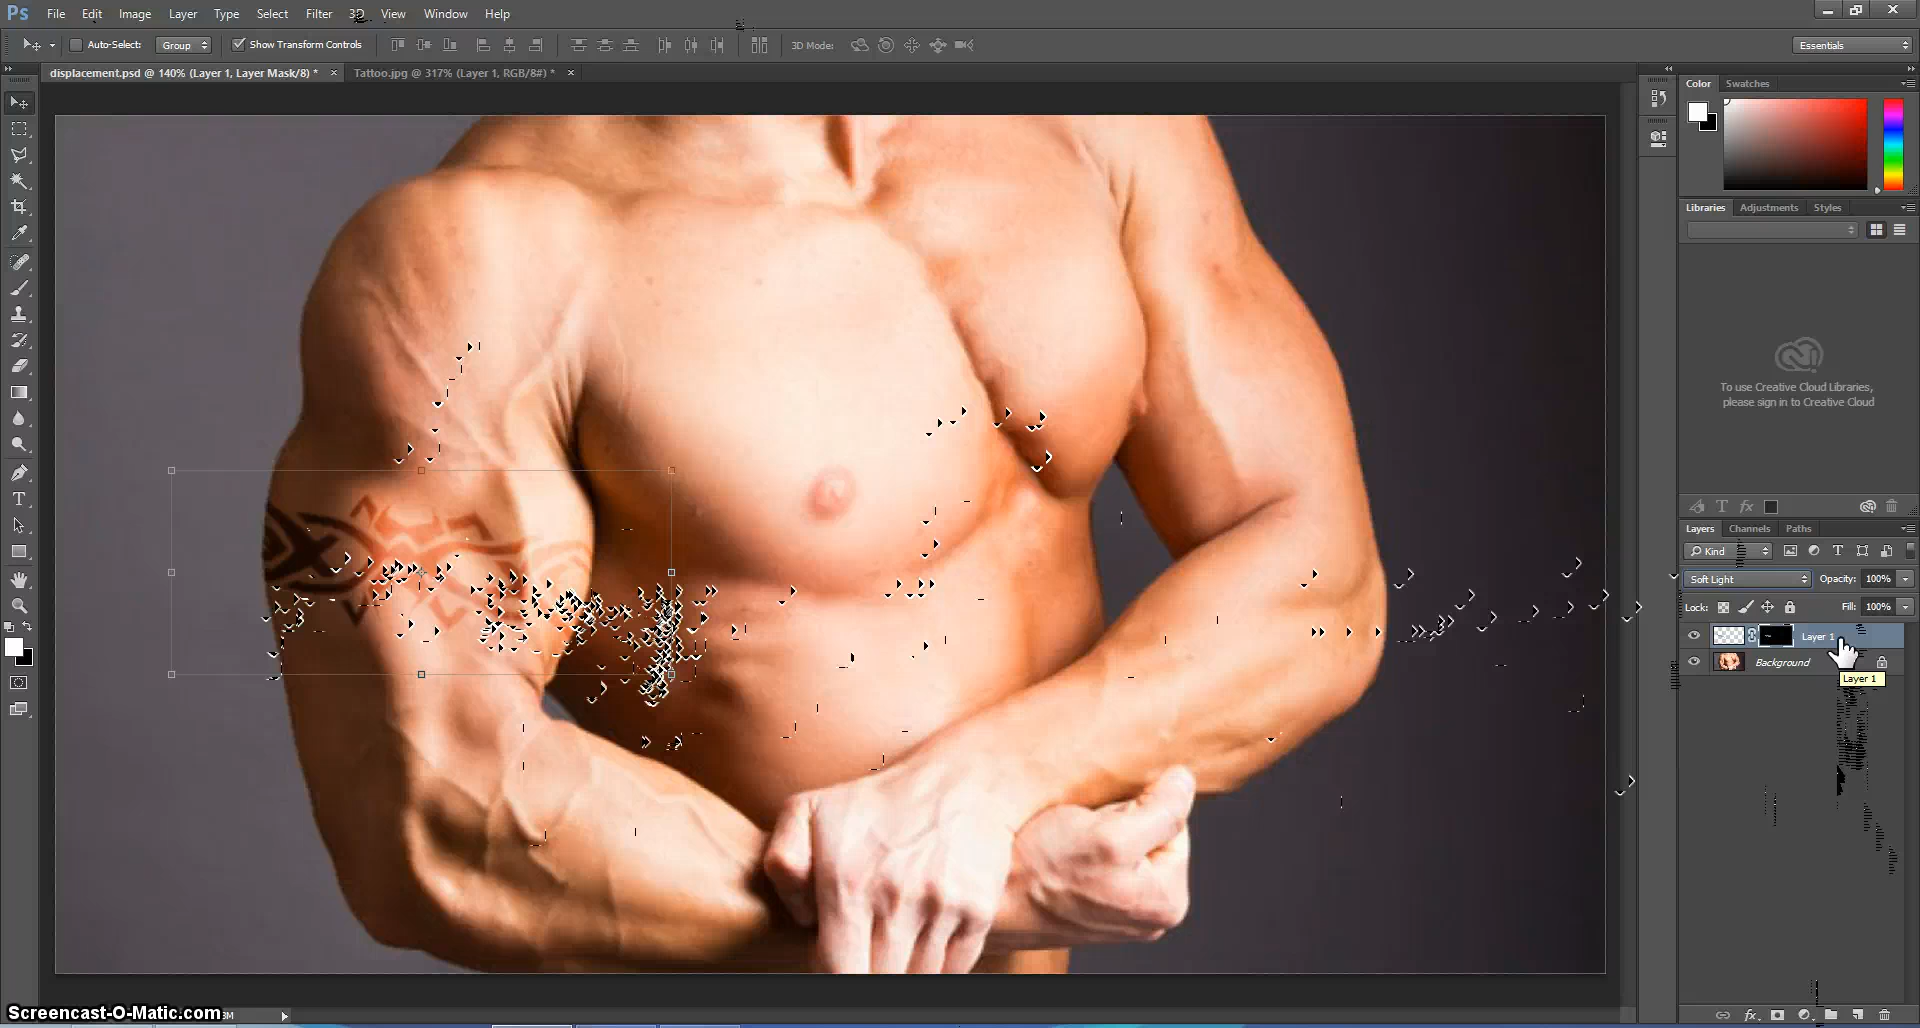 Ps File Edit Image Layer Type Select Filter 3D View Window Help
Auto-Select: Group Show Transform Controls 3D Mode: Essentials
displacement.psd @ 140% (Layer 1, Layer Mask/8) * × Tattoo.jpg @ 317% (Layer 1, RGB/8#) * ×
Color Swatches
Libraries Adjustments Styles
To use Creative Cloud Libraries,
please sign in to Creative Cloud
Layers Channels Paths
Kind
Soft Light Opacity: 100%
Lock: Fill: 100%
Layer 1
Background
Layer 1
Screencast-O-Matic.com